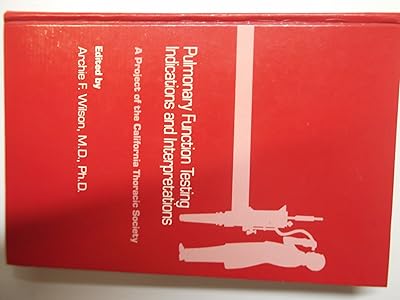 Pulmonary Function Testing
Indications and Interpretations
A Project of the California Thoracic Society
Edited by
Archie F. Wilson, M.D., Ph.D.